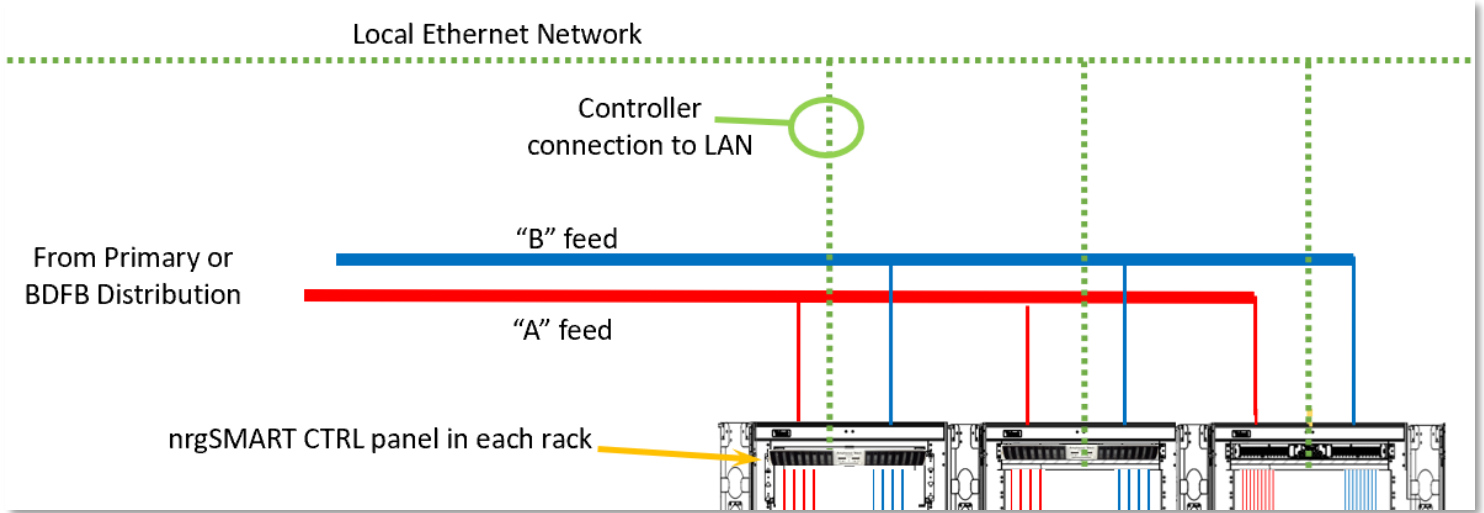 Local Ethernet Network
Controller
connection to LAN
“B” feed
From Primary or
BDFB Distribution
“A” feed
nrgSMART CTRL panel in each rack